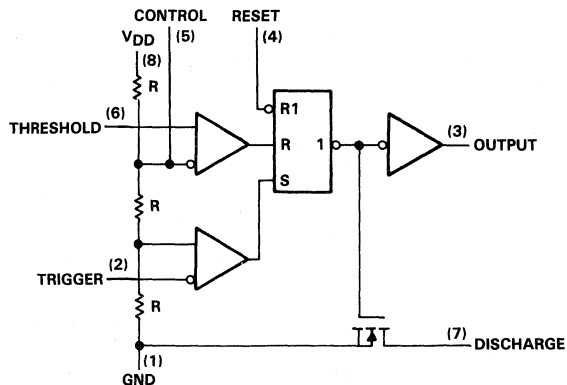 CONTROL
RESET
VDD
(5)
(4)
(8)
R
(6)
THRESHOLD
R1
R
1
(3)
OUTPUT
S
R
(2)
TRIGGER
R
(7)
DISCHARGE
(1)
GND